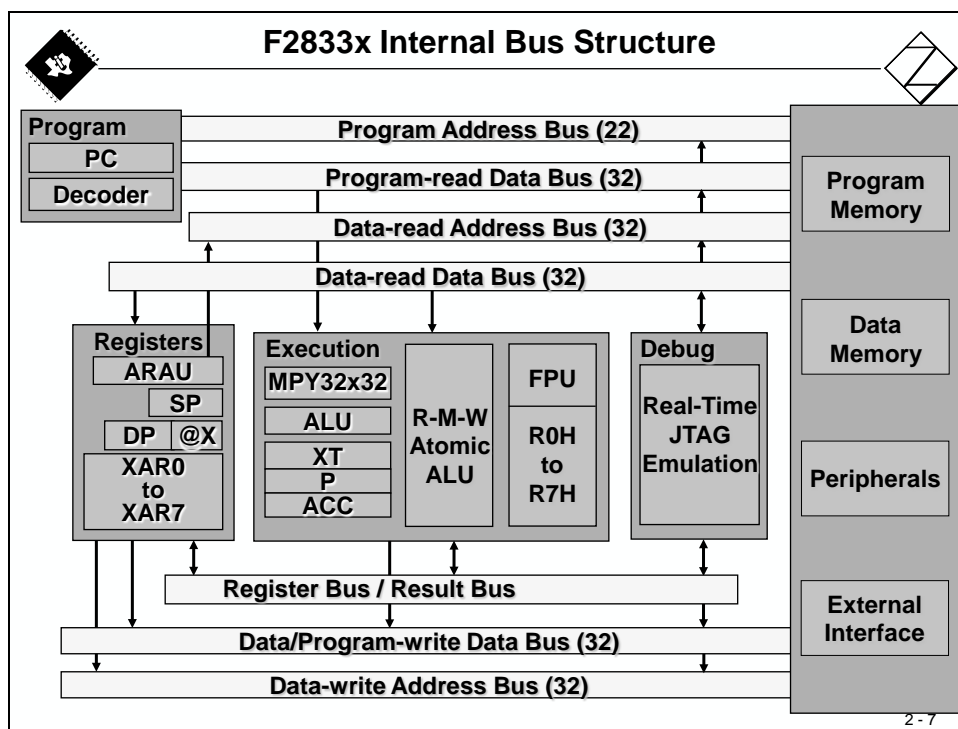 F2833x Internal Bus Structure
Program
PC
Decoder
Program Address Bus (22)
Program-read Data Bus (32)
Data-read Address Bus (32)
Data-read Data Bus (32)
Registers
ARAU
SP
DP
@X
XAR0
to
XAR7
Execution
MPY32x32
ALU
XT
P
ACC
R-M-W
Atomic
ALU
FPU
R0H
to
R7H
Debug
Real-Time
JTAG
Emulation
Program
Memory
Data
Memory
Peripherals
External
Interface
Register Bus / Result Bus
Data/Program-write Data Bus (32)
Data-write Address Bus (32)
2 - 7